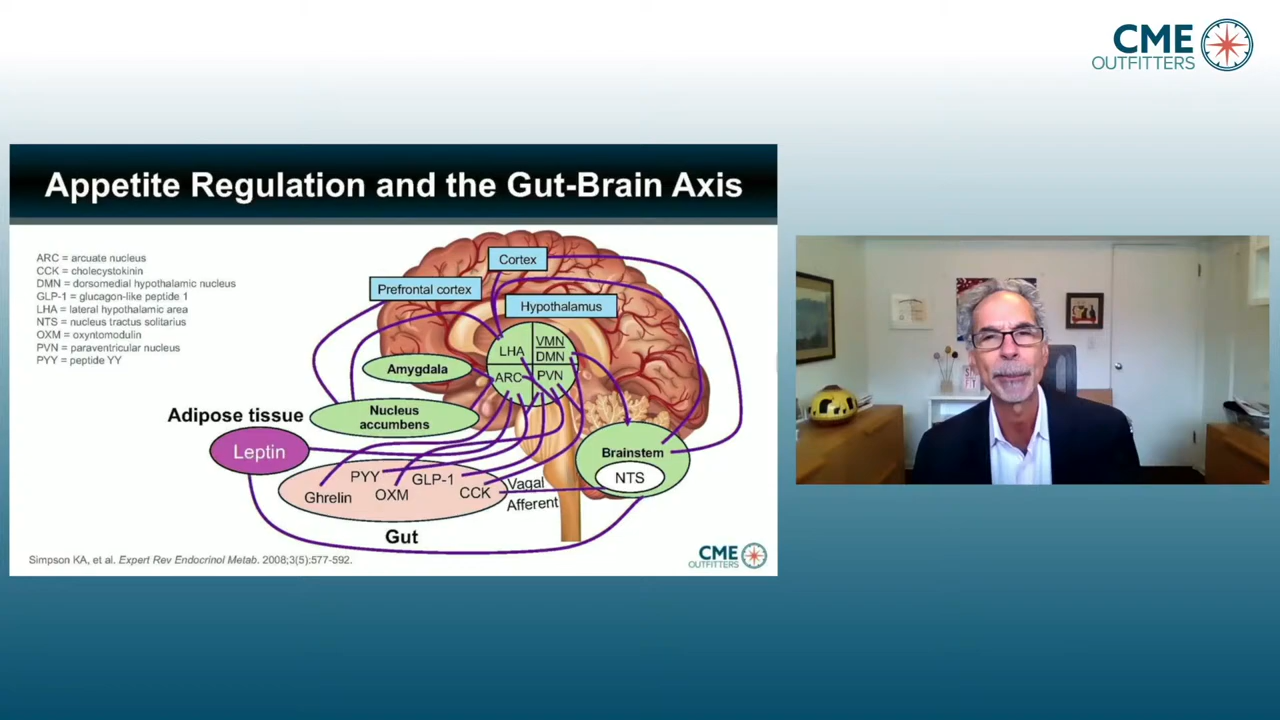 CME
OUTFITTERS
Appetite Regulation and the Gut-Brain Axis
ARC = arcuate nucleus
CCK = cholecystokinin
DMN = dorsomedial hypothalamic nucleus
GLP-1 = glucagon-like peptide 1
LHA = lateral hypothalamic area
NTS = nucleus tractus solitarius
OXM = oxyntomodulin
PVN = paraventricular nucleus
PYY = peptide YY
Cortex
Prefrontal cortex
Hypothalamus
LHA
VMN
DMN
ARC
PVN
Amygdala
Nucleus
accumbens
Adipose tissue
Leptin
Brainstem
NTS
PYY
GLP-1
Ghrelin
OXM
CCK
Vagal
Afferent
Gut
Simpson KA, et al. Expert Rev Endocrinol Metab. 2008;3(5):577-592.
CME
OUTFITTERS